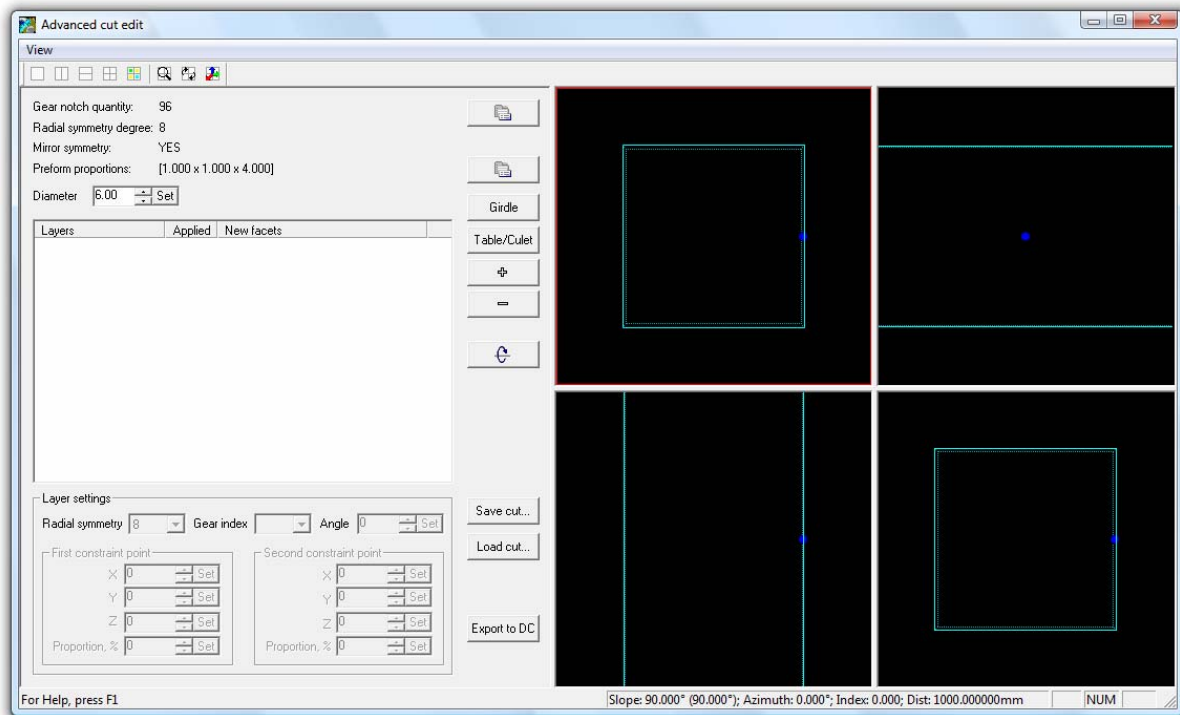 Advanced cut edit
View
Gear notch quantity: 96
Radial symmetry degree: 8
Mirror symmetry: YES
Preform proportions: [1.000 x 1.000 x 4.000]
Diameter 6.00 Set
Girdle
Layers Applied New facets
Table/Culet
Layer settings
Save cut...
Radial symmetry 8 Gear index Angle 0 Set
Load cut...
First constraint point Second constraint point
X 0 Set X 0 Set
Y 0 Set Y 0 Set
Z 0 Set Z 0 Set
Export to DC
Proportion, % 0 Set Proportion, % 0 Set
For Help, press F1 Slope: 90.000° (90.000°); Azimuth: 0.000°; Index: 0.000; Dist: 1000.000000mm NUM